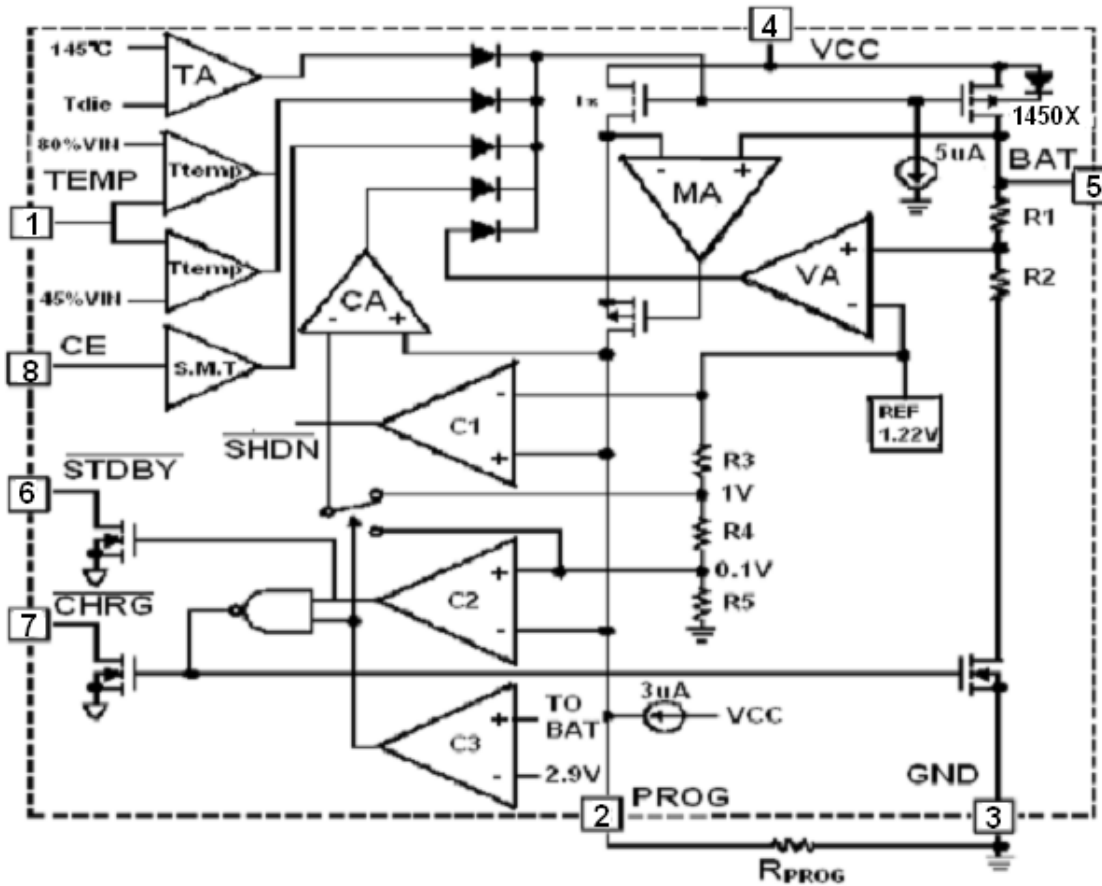 4
145°C
VCC
TA
Tdie
1x
1450X
80%VIN
Ttemp
5uA
BAT
TEMP
- +
MA
5
1
R1
Ttemp
VA
+
-
R2
45%VIN
CA
- +
CE
8
S.M.T
REF
1.22V
-
C1
+
SHDN
R3
STDBY
1V
6
R4
+
0.1V
C2
-
R5
CHRG
7
3uA
VCC
+
TO
BAT
C3
-
2.9V
GND
2
PROG
3
RPROG